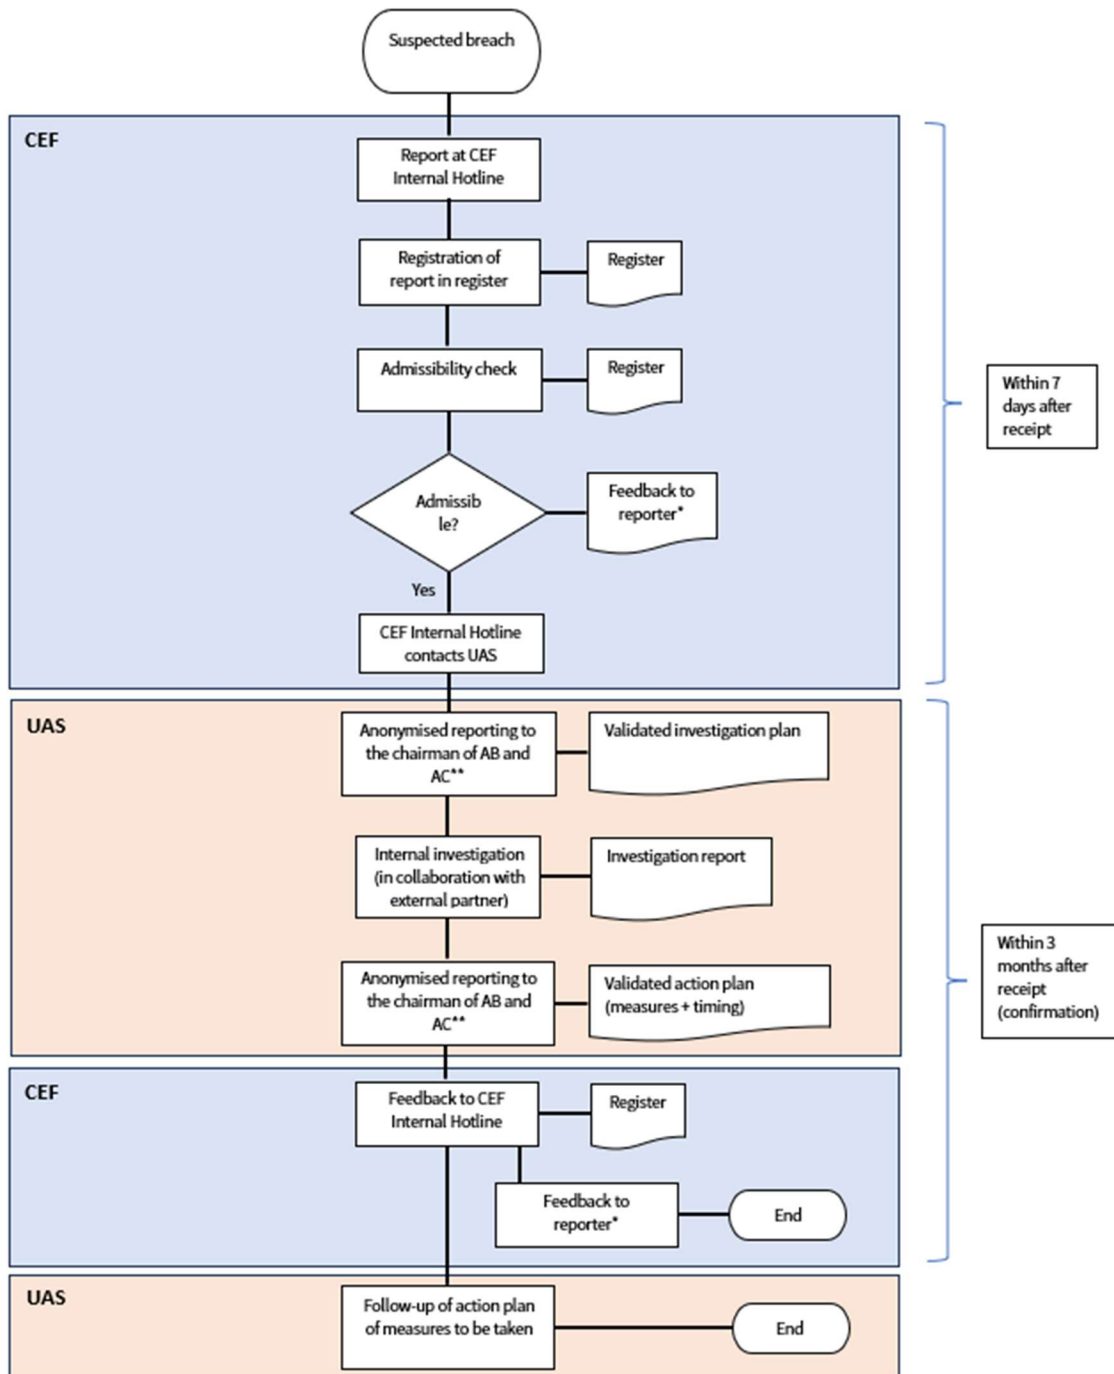 Suspected breach
CEF
Report at CEF
Internal Hotline
Registration of
report in register
Register
Admissibility check
Register
Within 7
days after
receipt
Admissib
le?
Feedback to
reporter*
Yes
CEF Internal Hotline
contacts UAS
UAS
Anonymised reporting to
the chairman of AB and
AC**
Validated investigation plan
Internal investigation
(in collaboration with
external partner)
Investigation report
Anonymised reporting to
the chairman of AB and
AC**
Validated action plan
(measures + timing)
Within 3
months after
receipt
(confirmation)
CEF
Feedback to CEF
Internal Hotline
Register
Feedback to
reporter*
End
UAS
Follow-up of action plan
of measures to be taken
End